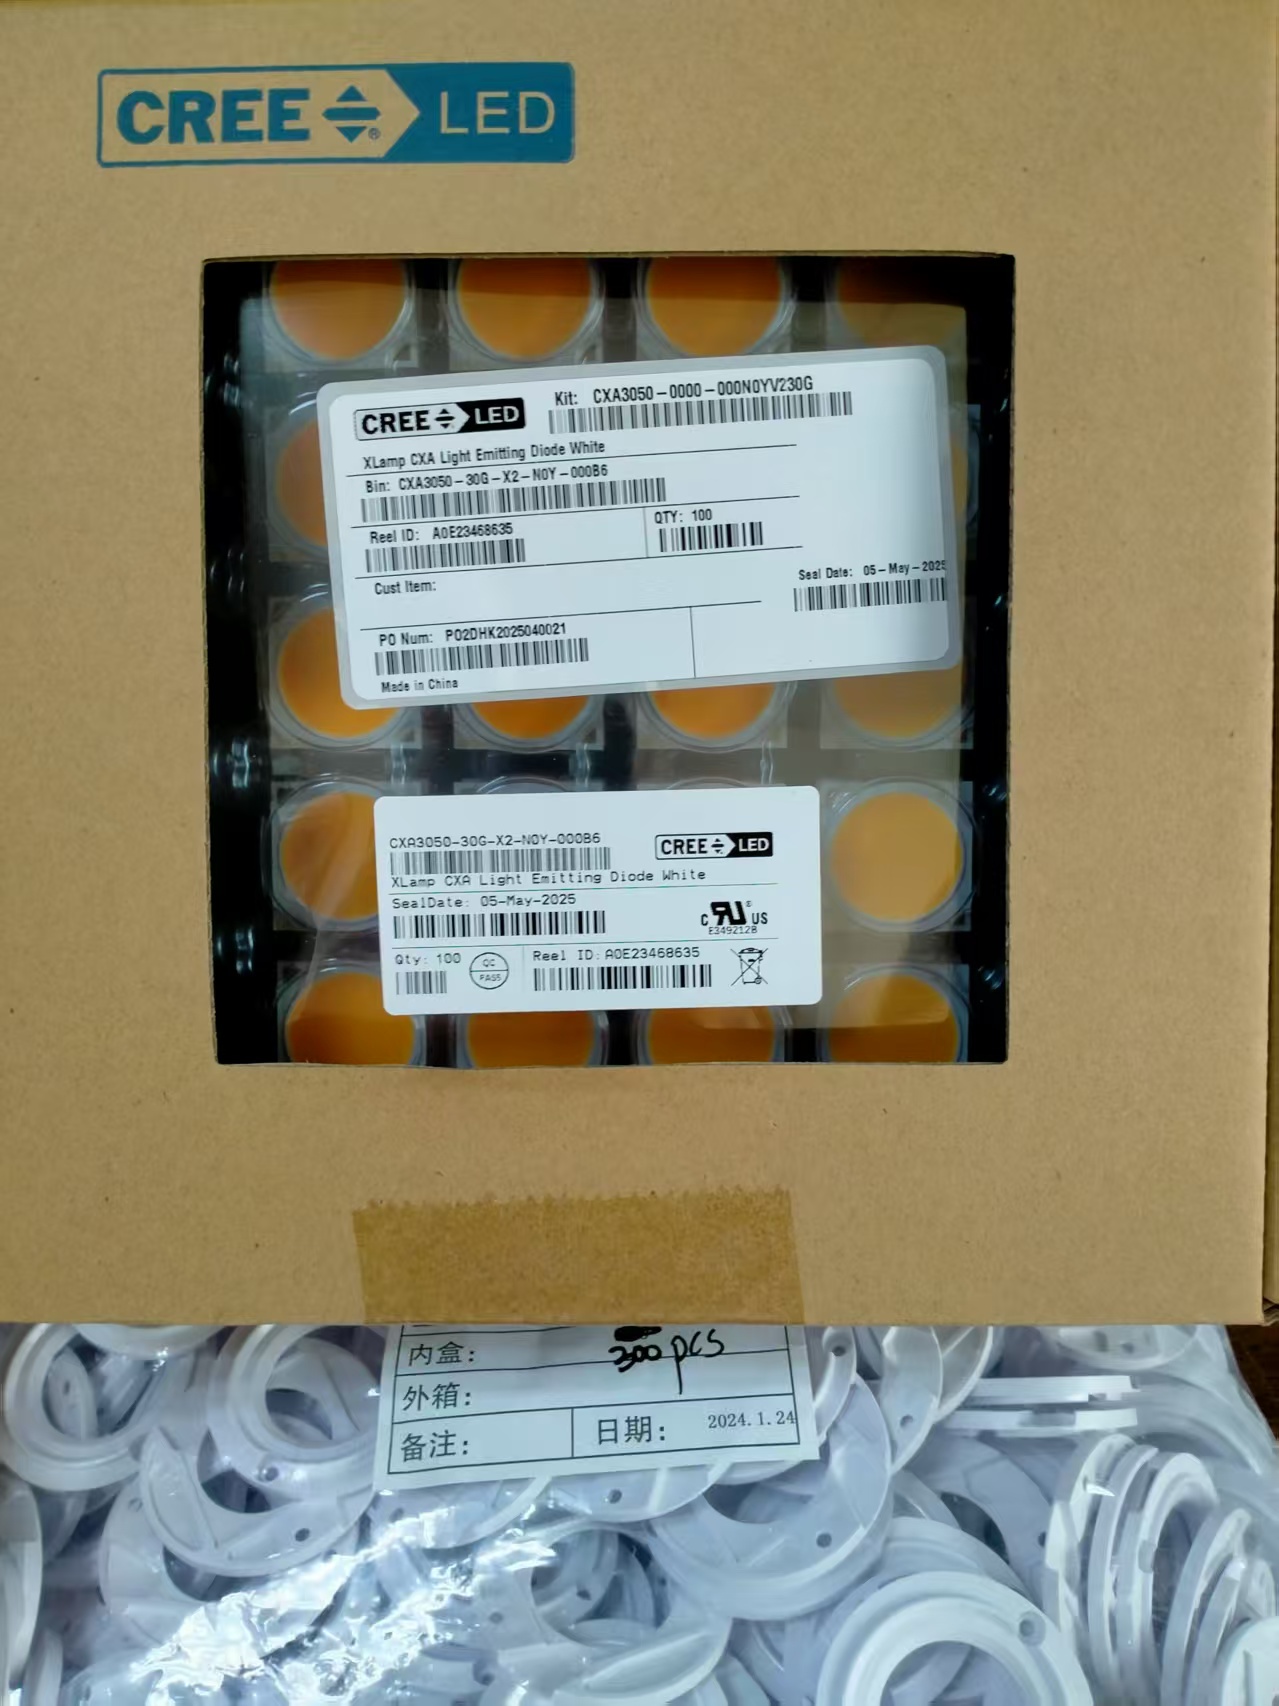 CREE LED
CREE LED
Kit: CXA3050-0000-000N0YV230G
XLamp CXA Light Emitting Diode White
Bin: CXA3050-30G-X2-N0Y-000B6
Reel ID: A0E23468635
QTY: 100
Cust Item:
Seal Date: 05-May-2025
PO Num: PO2DHK2025040021
Made in China
CXA3050-30G-X2-N0Y-000B6
CREE LED
XLamp CXA Light Emitting Diode White
SealDate: 05-May-2025
C RU ® US
E349212B
Qty: 100
QC
PASS
Reel ID: A0E23468635
内盒: 300 pcs
外箱:
备注:
日期: 2024.1.24